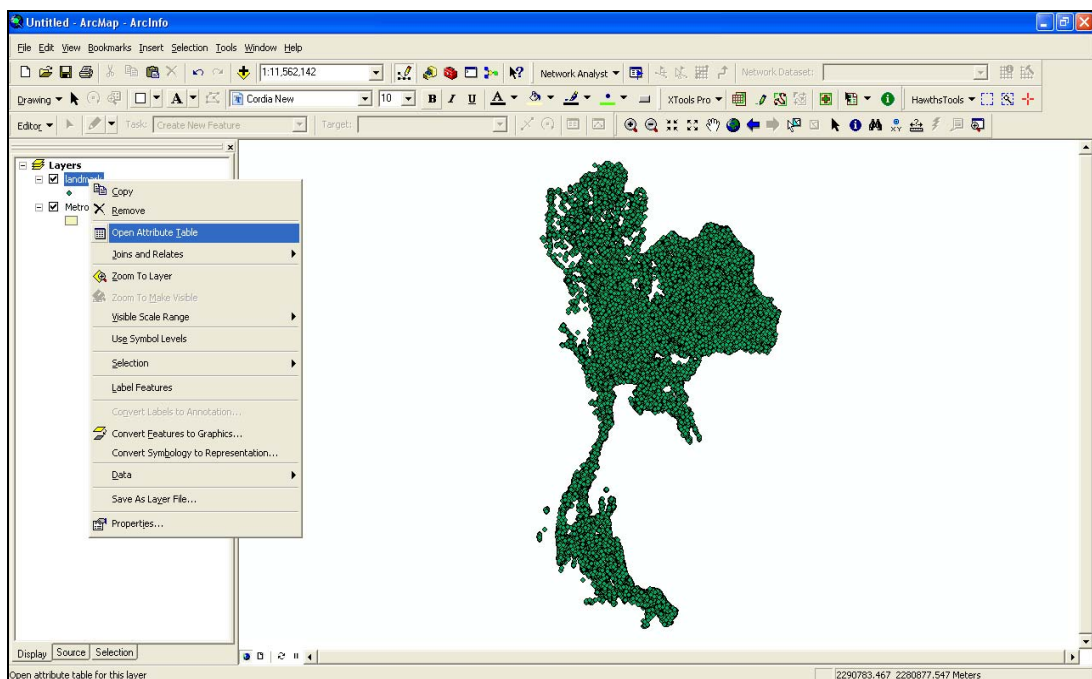 Untitled - ArcMap - ArcInfo
File Edit View Bookmarks Insert Selection Tools Window Help
1:11,562,142 Network Analyst Network Dataset:
Drawing A Cordia New 10 B I U A XTools Pro HawthsTools
Editor Task: Create New Feature Target:
Layers
landmark
Metro
Copy
Remove
Open Attribute Table
Joins and Relates
Zoom To Layer
Zoom To Make Visible
Visible Scale Range
Use Symbol Levels
Selection
Label Features
Convert Labels to Annotation...
Convert Features to Graphics...
Convert Symbology to Representation...
Data
Save As Layer File...
Properties...
Display Source Selection
Open attribute table for this layer 2290783.467 2280877.547 Meters